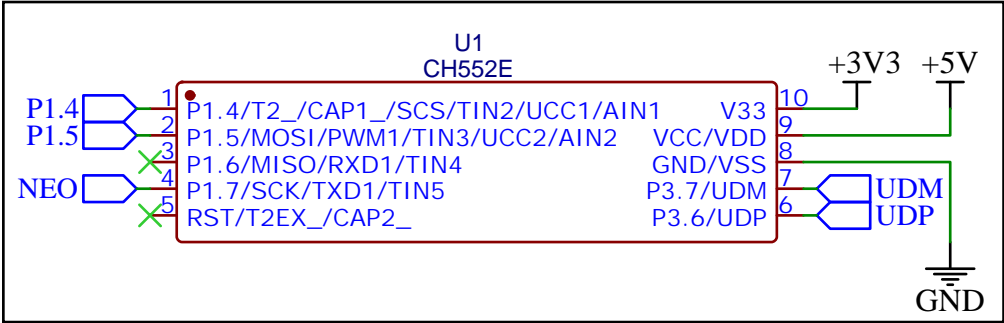 U1
CH552E
+3V3 +5V
P1.4 1 P1.4/T2_/CAP1_/SCS/TIN2/UCC1/AIN1 V33 10
P1.5 2 P1.5/MOSI/PWM1/TIN3/UCC2/AIN2 VCC/VDD 9
3 P1.6/MISO/RXD1/TIN4 GND/VSS 8
NEO 4 P1.7/SCK/TXD1/TIN5 P3.7/UDM 7 UDM
5 RST/T2EX_/CAP2_ P3.6/UDP 6 UDP
GND